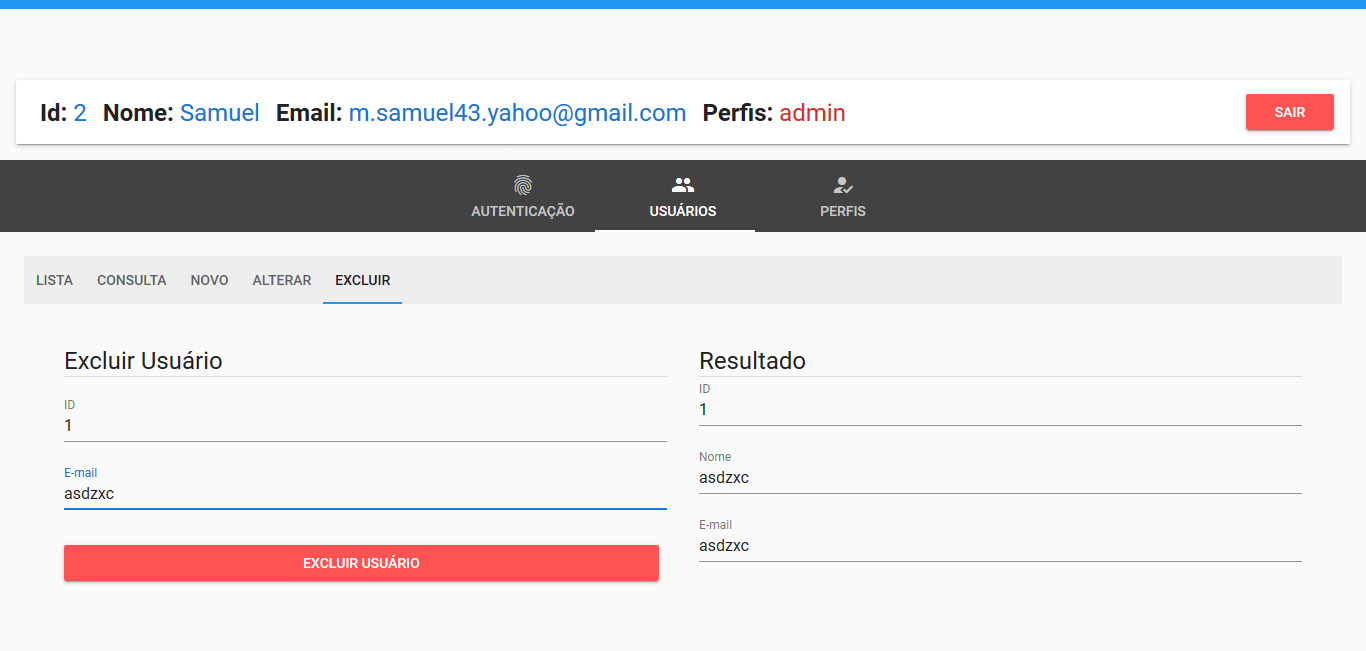 Id: 2 Nome: Samuel Email: m.samuel43.yahoo@gmail.com Perfis: admin
SAIR
AUTENTICAÇÃO
USUÁRIOS
PERFIS
LISTA
CONSULTA
NOVO
ALTERAR
EXCLUIR
Excluir Usuário
ID
1
E-mail
asdzxc
EXCLUIR USUÁRIO
Resultado
ID
1
Nome
asdzxc
E-mail
asdzxc